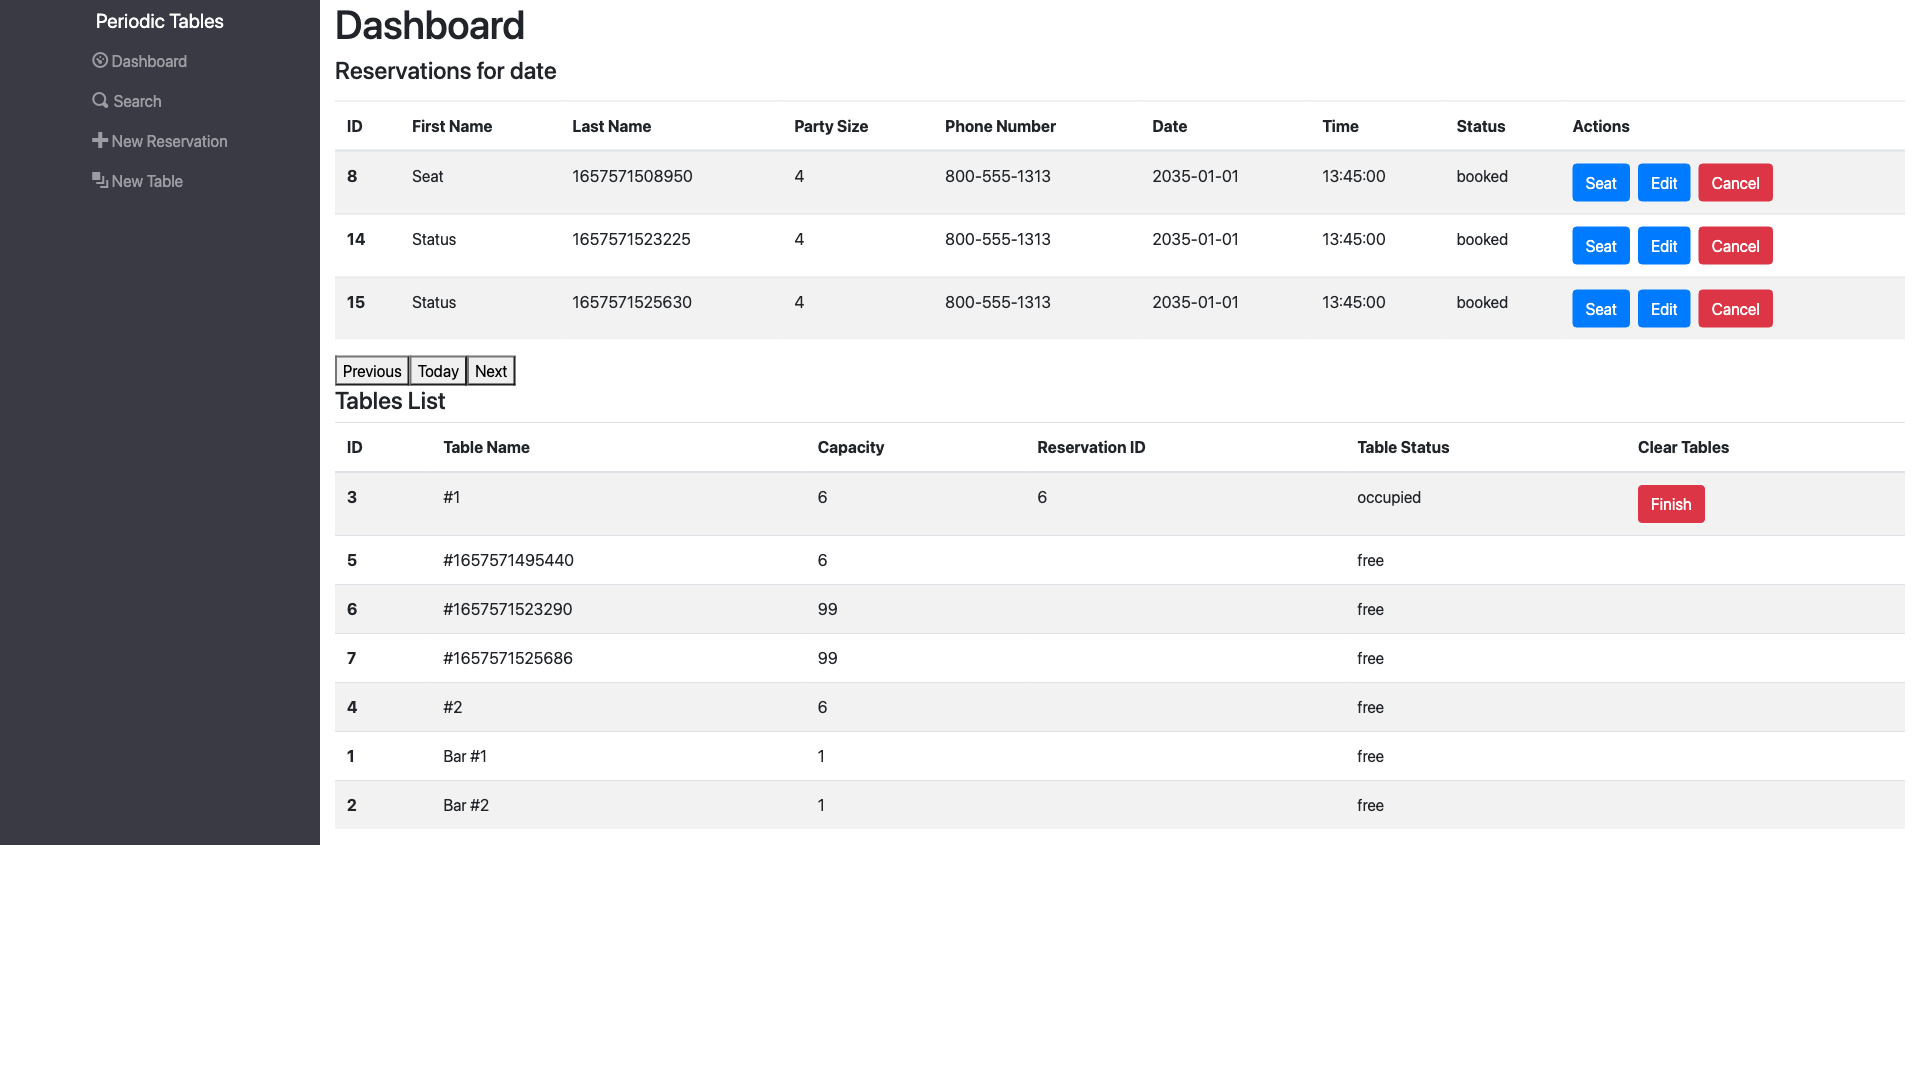 Periodic Tables
Dashboard
Search
New Reservation
New Table
Dashboard
Reservations for date
ID First Name Last Name Party Size Phone Number Date Time Status Actions
8 Seat 1657571508950 4 800-555-1313 2035-01-01 13:45:00 booked Seat Edit Cancel
14 Status 1657571523225 4 800-555-1313 2035-01-01 13:45:00 booked Seat Edit Cancel
15 Status 1657571525630 4 800-555-1313 2035-01-01 13:45:00 booked Seat Edit Cancel
Previous Today Next
Tables List
ID Table Name Capacity Reservation ID Table Status Clear Tables
3 #1 6 6 occupied Finish
5 #1657571495440 6 free
6 #1657571523290 99 free
7 #1657571525686 99 free
4 #2 6 free
1 Bar #1 1 free
2 Bar #2 1 free